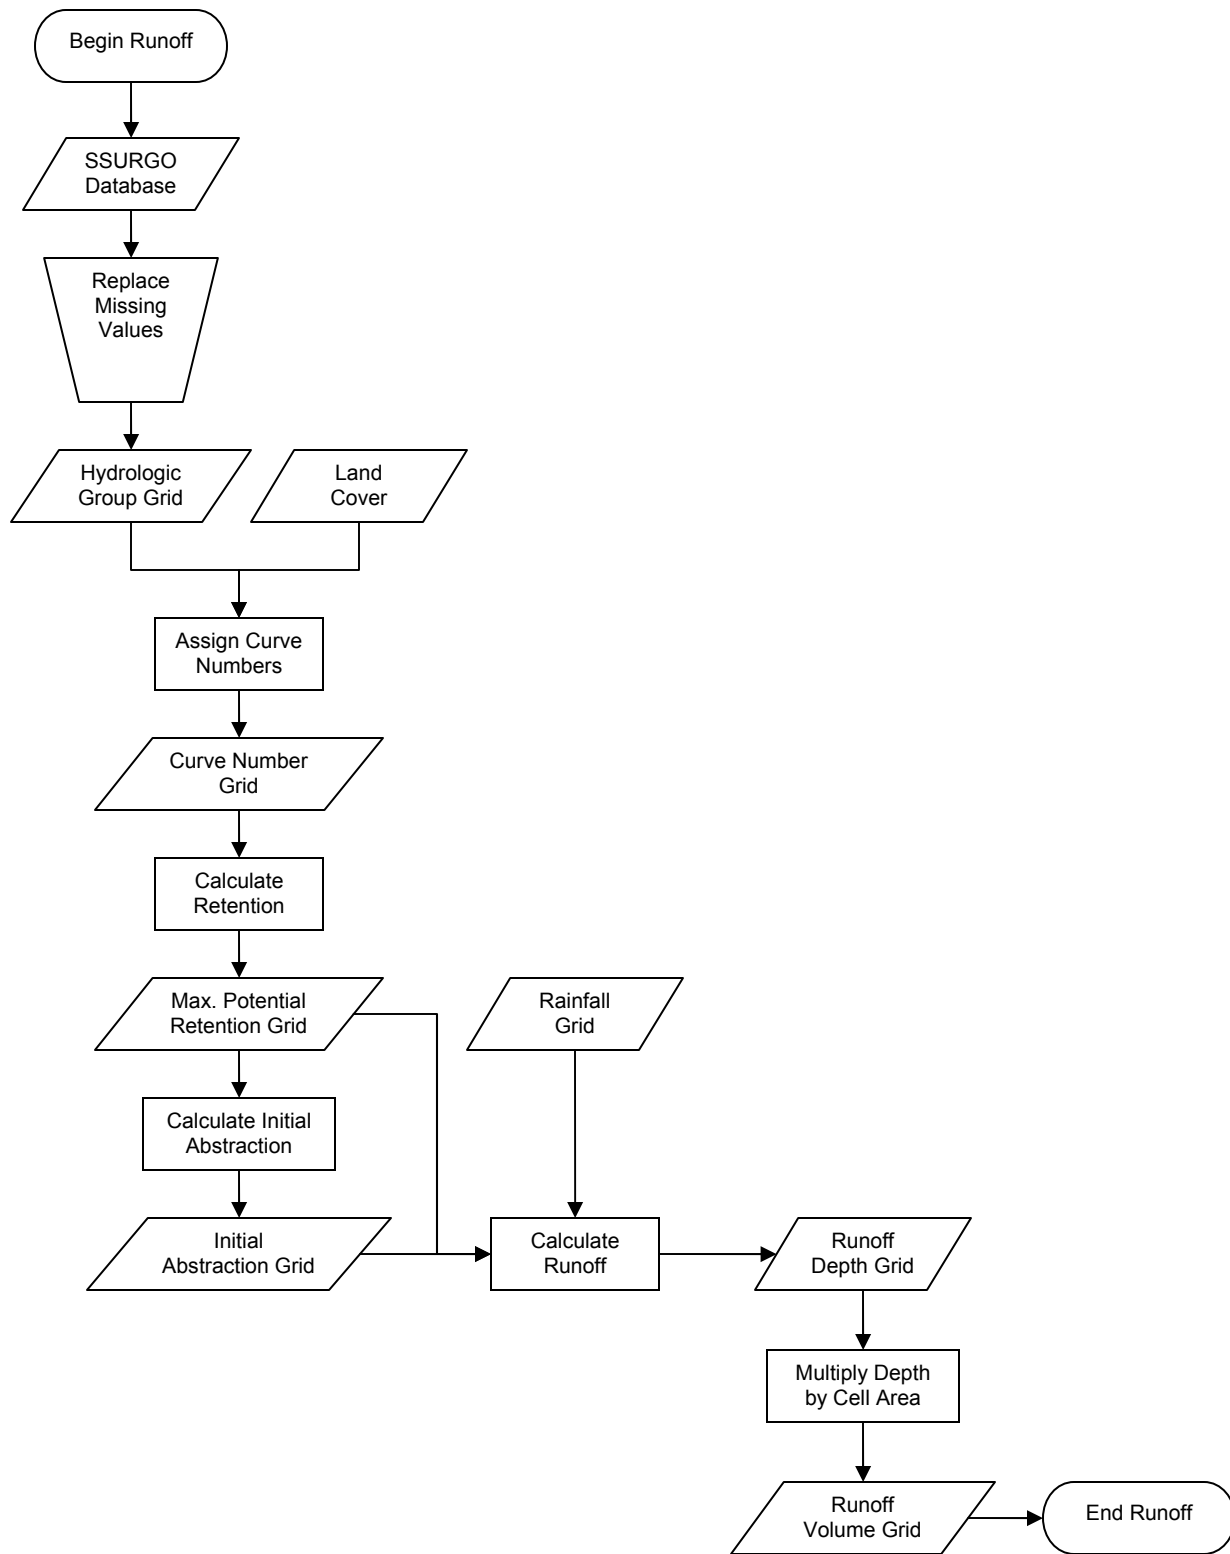 Begin Runoff
SSURGO
Database
Replace
Missing
Values
Hydrologic
Group Grid
Land
Cover
Assign Curve
Numbers
Curve Number
Grid
Calculate
Retention
Max. Potential
Retention Grid
Rainfall
Grid
Calculate Initial
Abstraction
Initial
Abstraction Grid
Calculate
Runoff
Runoff
Depth Grid
Multiply Depth
by Cell Area
Runoff
Volume Grid
End Runoff